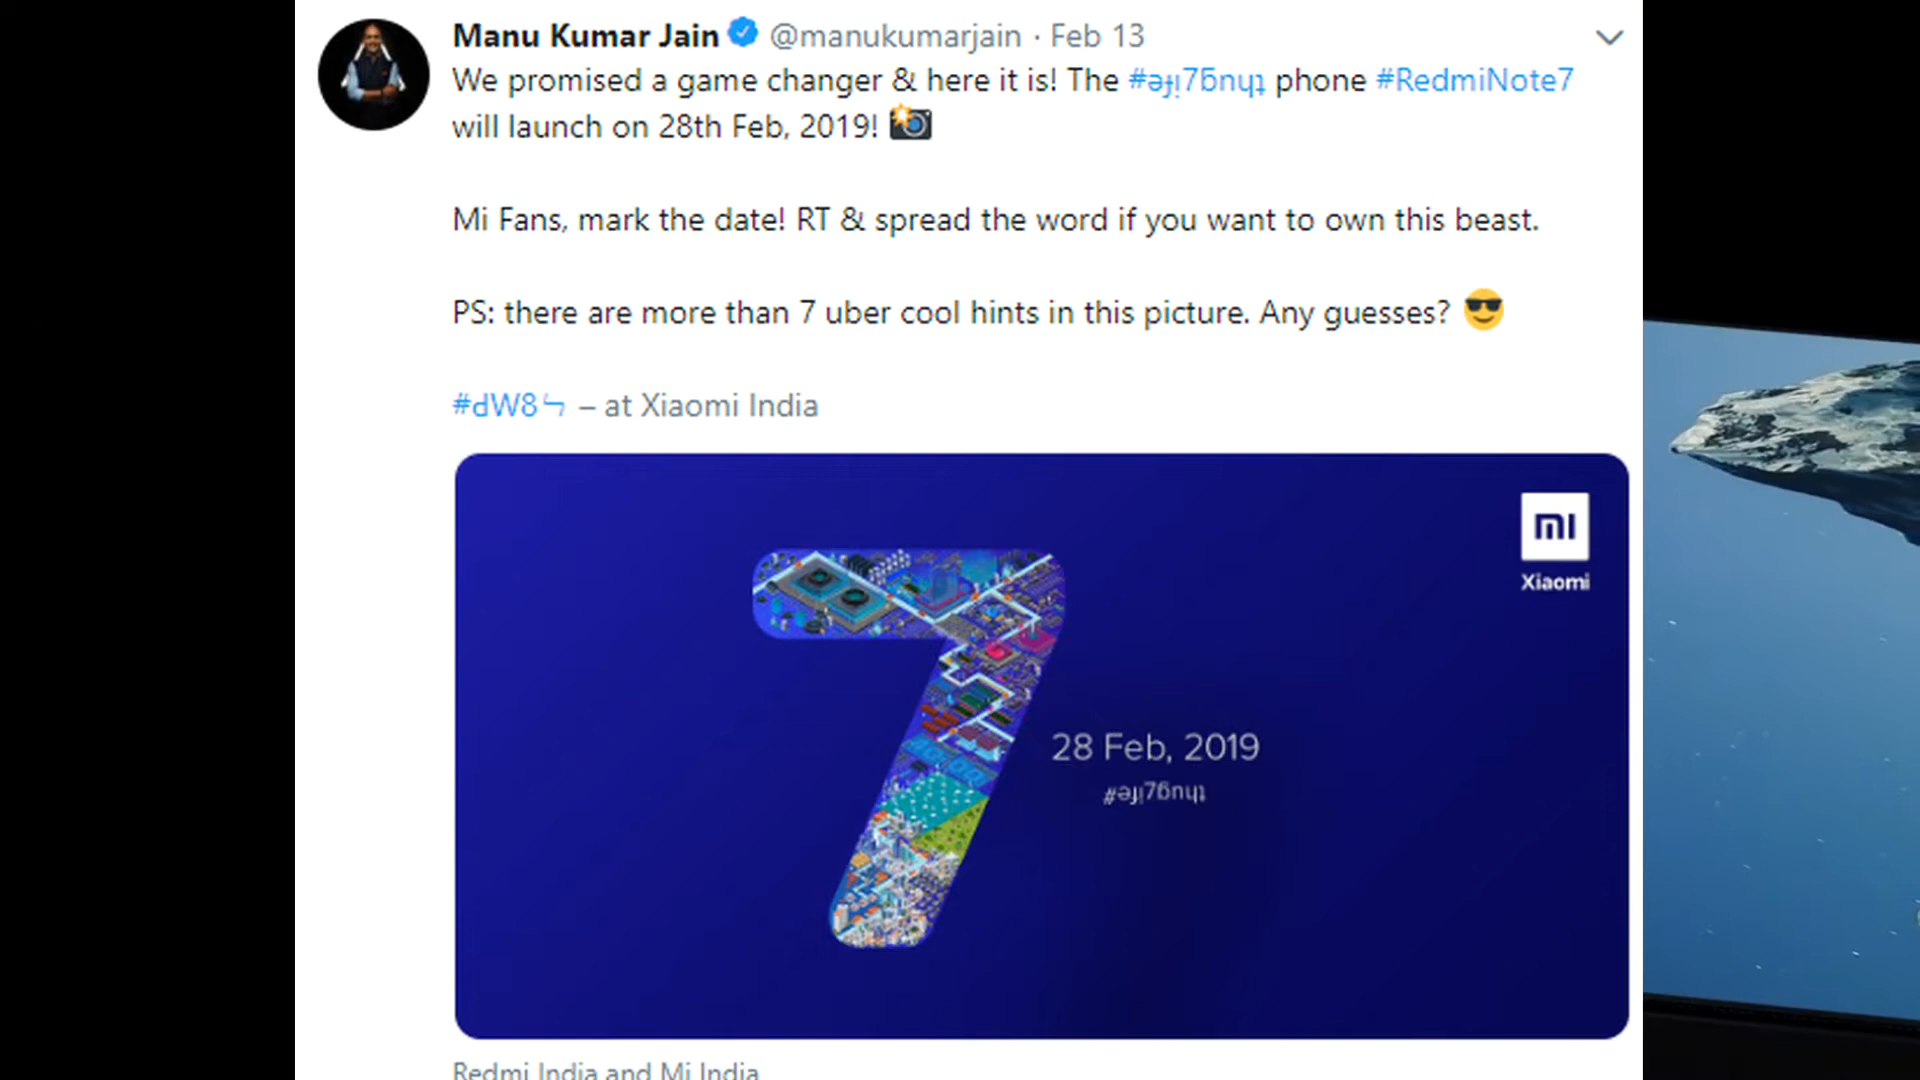 Manu Kumar Jain @manukumarjain · Feb 13
We promised a game changer & here it is! The #ǝɟᴉ7ƃnɥʇ phone #RedmiNote7
will launch on 28th Feb, 2019! 📸
Mi Fans, mark the date! RT & spread the word if you want to own this beast.
PS: there are more than 7 uber cool hints in this picture. Any guesses? 😎
#dW8ㄣ – at Xiaomi India
mi
Xiaomi
28 Feb, 2019
#ǝɟᴉ7ƃnɥʇ
Redmi India and Mi India